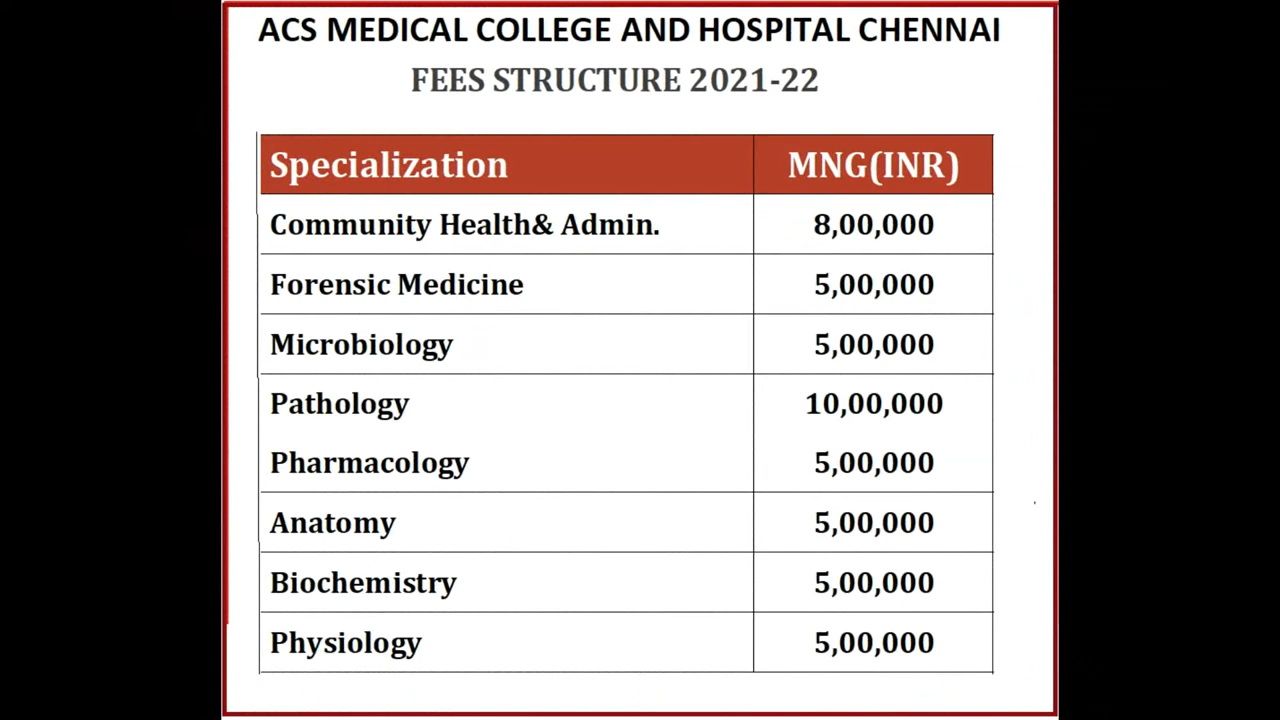 ACS MEDICAL COLLEGE AND HOSPITAL CHENNAI
FEES STRUCTURE 2021-22
Specialization MNG(INR)
Community Health& Admin. 8,00,000
Forensic Medicine 5,00,000
Microbiology 5,00,000
Pathology 10,00,000
Pharmacology 5,00,000
Anatomy 5,00,000
Biochemistry 5,00,000
Physiology 5,00,000